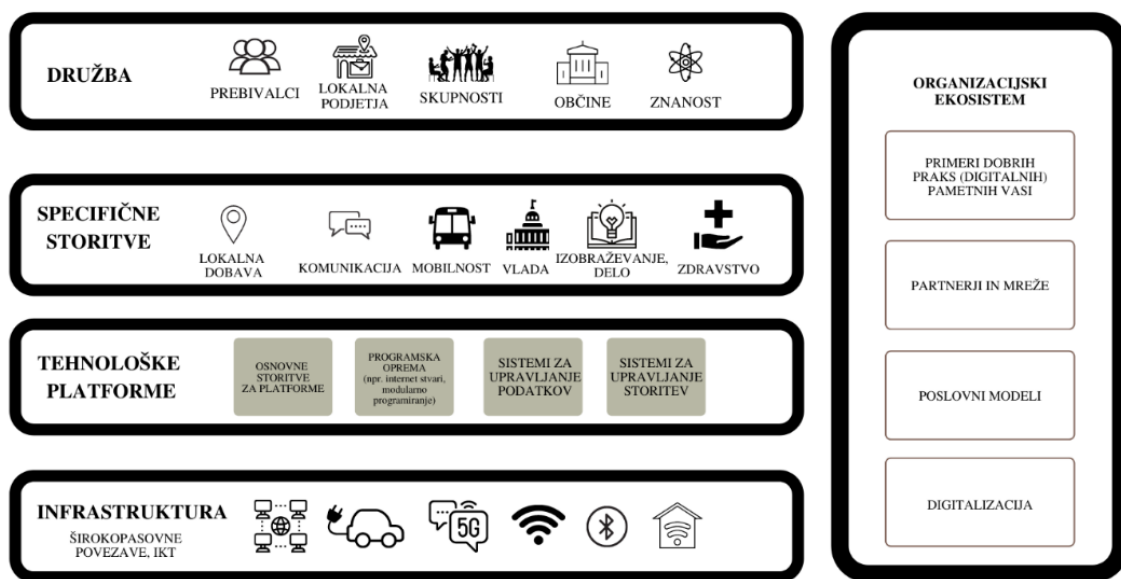 DRUŽBA
PREBIVALCI
LOKALNA
PODJETJA
SKUPNOSTI
OBČINE
ZNANOST
SPECIFIČNE
STORITVE
LOKALNA
DOBAVA
KOMUNIKACIJA
MOBILNOST
VLADA
IZOBRAŽEVANJE,
DELO
ZDRAVSTVO
TEHNOLOŠKE
PLATFORME
OSNOVNE
STORITVE
ZA PLATFORME
PROGRAMSKA
OPREMA
(npr. internet stvari,
modularno
programiranje)
SISTEMI ZA
UPRAVLJANJE
PODATKOV
SISTEMI ZA
UPRAVLJANJE
STORITEV
INFRASTRUKTURA
ŠIROKOPASOVNE
POVEZAVE, IKT
5G
ORGANIZACIJSKI
EKOSISTEM
PRIMERI DOBRIH
PRAKS (DIGITALNIH)
PAMETNIH VASI
PARTNERJI IN MREŽE
POSLOVNI MODELI
DIGITALIZACIJA